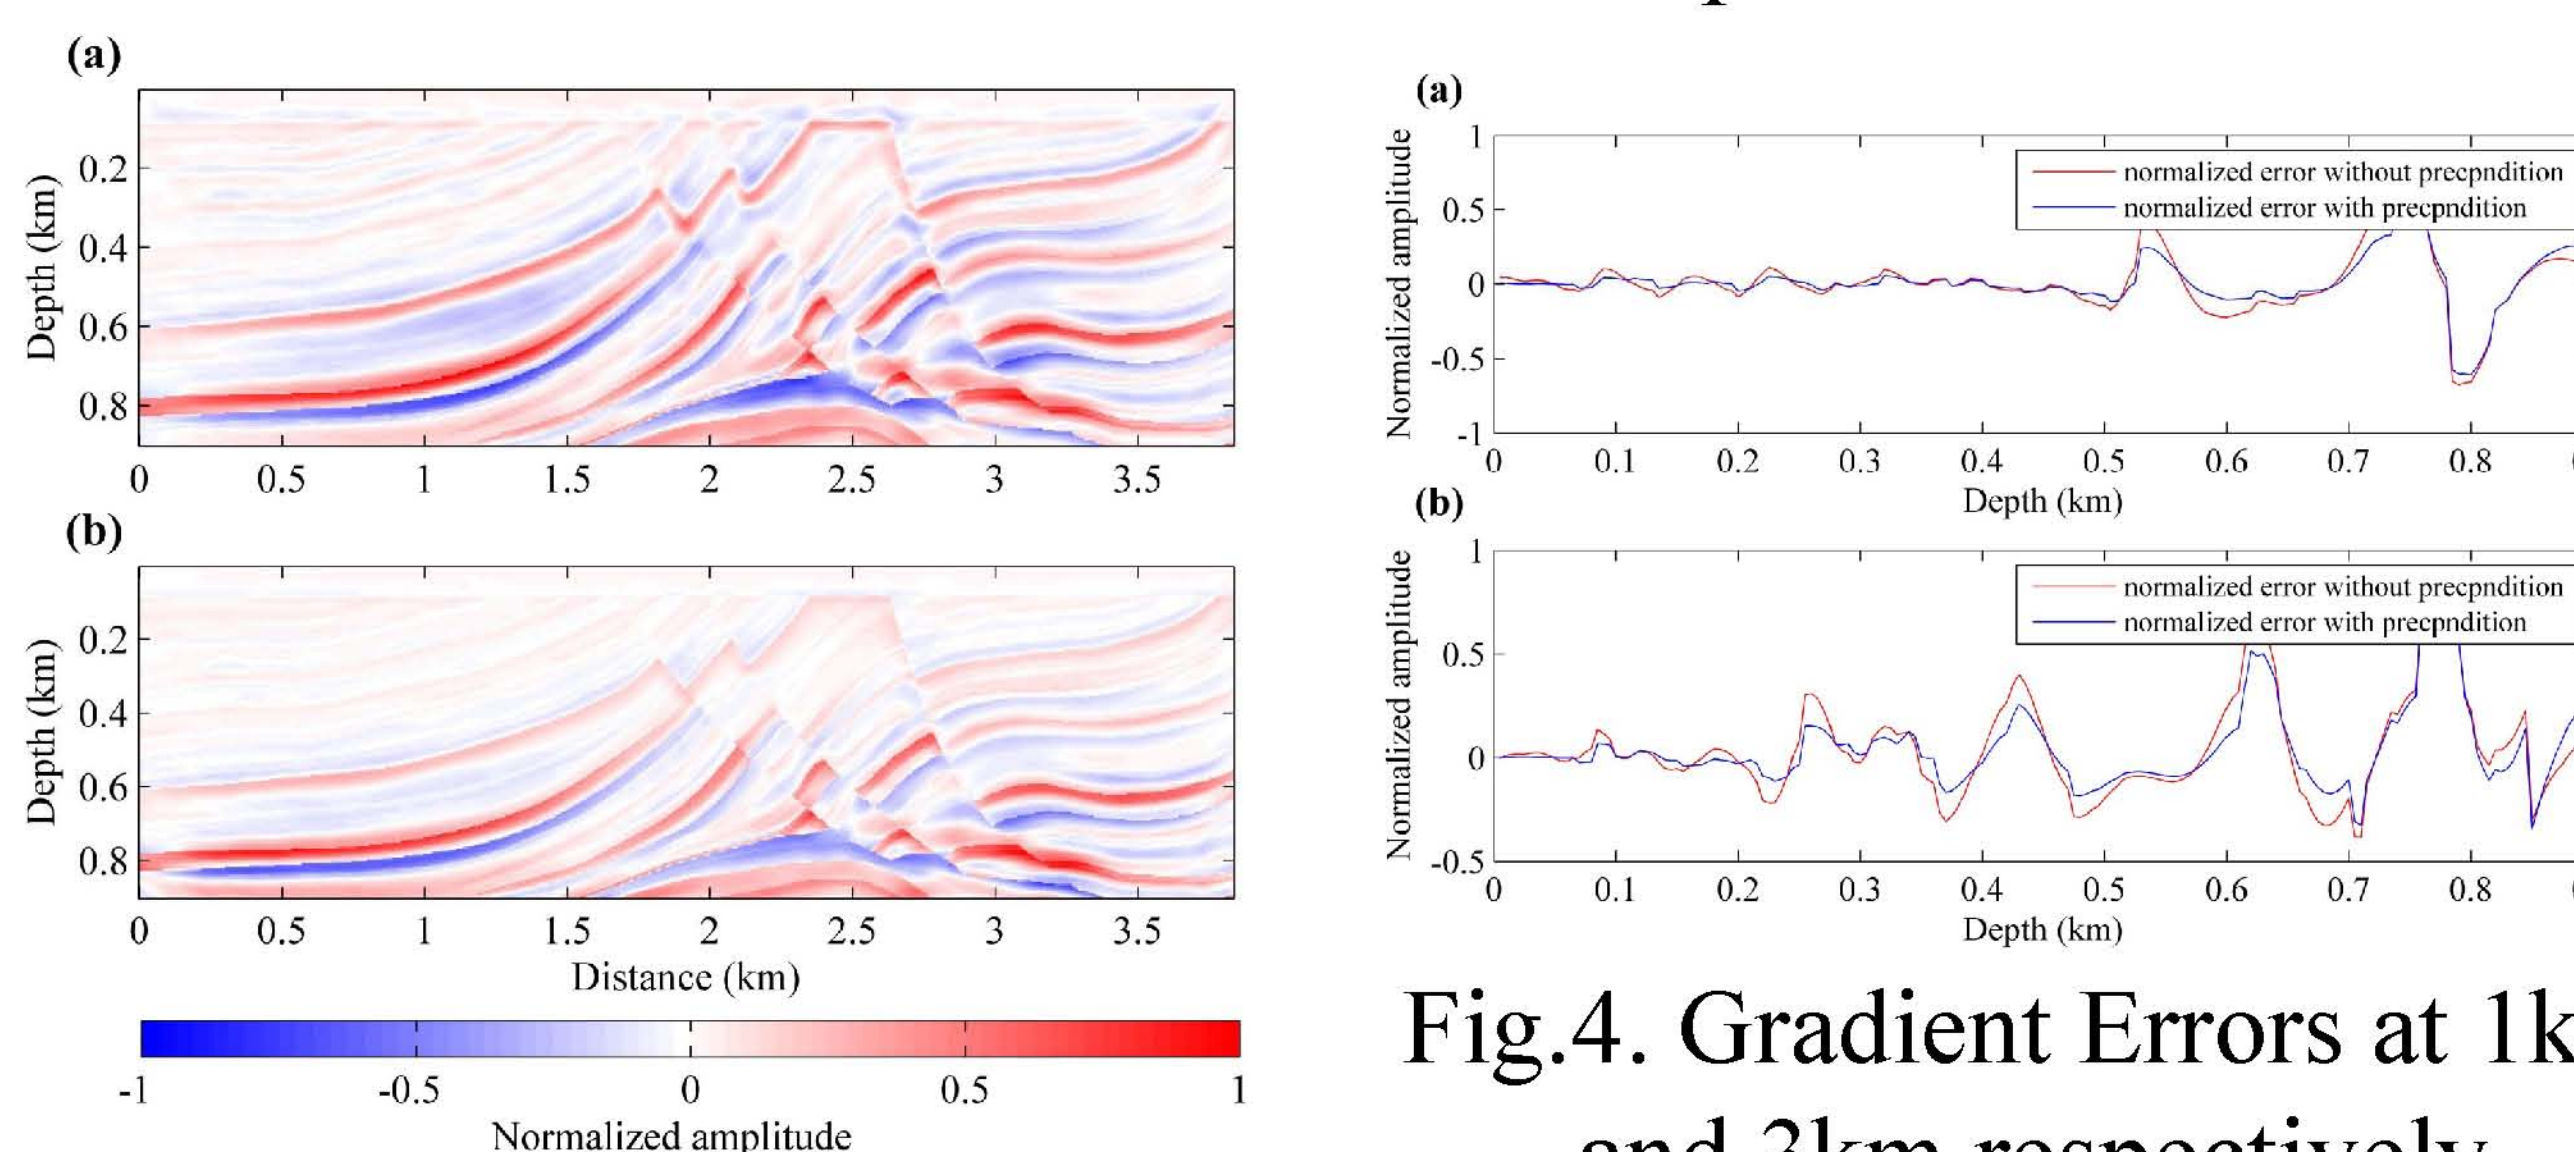 (a)
Depth (km)
0.2
0.4
0.6
0.8
0 0.5 1 1.5 2 2.5 3 3.5
(b)
Depth (km)
0.2
0.4
0.6
0.8
0 0.5 1 1.5 2 2.5 3 3.5
Distance (km)
-1 -0.5 0 0.5 1
Normalized amplitude
(a)
Normalized amplitude
1
0.5
0
-0.5
-1
normalized error without precpndition
normalized error with precpndition
0 0.1 0.2 0.3 0.4 0.5 0.6 0.7 0.8
Depth (km)
(b)
Normalized amplitude
1
0.5
0
-0.5
normalized error without precpndition
normalized error with precpndition
0 0.1 0.2 0.3 0.4 0.5 0.6 0.7 0.8
Depth (km)
Fig.4. Gradient Errors at 1k
and 3km respectively